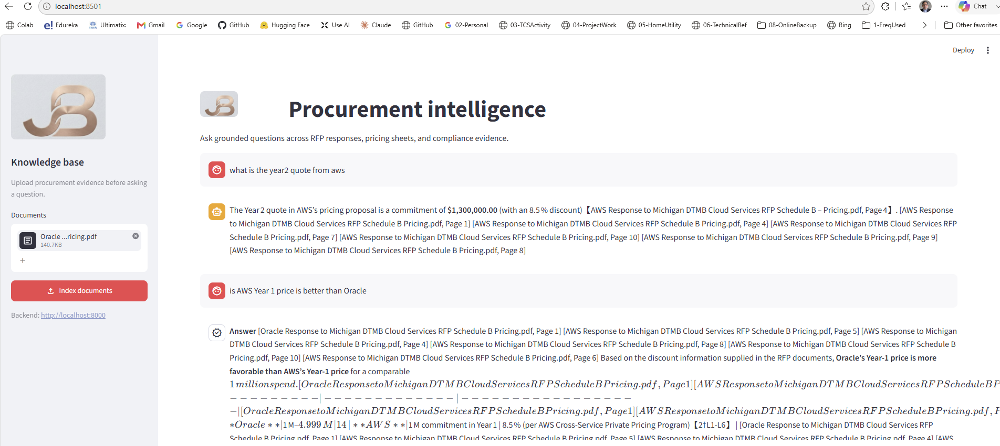 localhost:8501
Chat
Colab
e! Edureka
TATA Ultimatix:
Gmail
Google
GitHub
Hugging Face
Use AI
Claude
GitHub
02-Personal
03-TCSActivity
04-ProjectWork
05-HomeUtility
06-TechnicalRef
08-OnlineBackup
Ring
1-FreqUsed
Other favorites
Deploy
JB
Knowledge base
Upload procurement evidence before asking
a question.
Documents
Oracle ...ricing.pdf
140.7KB
+
Index documents
Backend: http://localhost:8000
JB
Procurement intelligence
Ask grounded questions across RFP responses, pricing sheets, and compliance evidence.
what is the year2 quote from aws
The Year 2 quote in AWS’s pricing proposal is a commitment of $1,300,000.00 (with an 8.5 % discount)【AWS Response to Michigan DTMB Cloud Services RFP Schedule B – Pricing.pdf, Page 4】. [AWS Response
to Michigan DTMB Cloud Services RFP Schedule B Pricing.pdf, Page 1] [AWS Response to Michigan DTMB Cloud Services RFP Schedule B Pricing.pdf, Page 4] [AWS Response to Michigan DTMB Cloud Services RFP
Schedule B Pricing.pdf, Page 7] [AWS Response to Michigan DTMB Cloud Services RFP Schedule B Pricing.pdf, Page 10] [AWS Response to Michigan DTMB Cloud Services RFP Schedule B Pricing.pdf, Page 9]
[AWS Response to Michigan DTMB Cloud Services RFP Schedule B Pricing.pdf, Page 8]
is AWS Year 1 price is better than Oracle
Answer [Oracle Response to Michigan DTMB Cloud Services RFP Schedule B Pricing.pdf, Page 1] [AWS Response to Michigan DTMB Cloud Services RFP Schedule B Pricing.pdf, Page 5] [AWS Response to Michigan
DTMB Cloud Services RFP Schedule B Pricing.pdf, Page 4] [AWS Response to Michigan DTMB Cloud Services RFP Schedule B Pricing.pdf, Page 8] [AWS Response to Michigan DTMB Cloud Services RFP Schedule B
Pricing.pdf, Page 10] [AWS Response to Michigan DTMB Cloud Services RFP Schedule B Pricing.pdf, Page 6] Based on the discount information supplied in the RFP documents, Oracle’s Year-1 price is more
favorable than AWS’s Year-1 price for a comparable
1millionspend.[OracleResponsetoMichiganDTMBCloudServicesRFPScheduleBPricing.pdf,Page1][AWSResponsetoMichiganDTMBCloudServicesRFPScheduleBP
− − − − − − − − −| − − − − − − − − − − − − −| − − − − − − − − − − − − − − − −
−|[OracleResponsetoMichiganDTMBCloudServicesRFPScheduleBPricing.pdf,Page1][AWSResponsetoMichiganDTMBCloudServicesRFPScheduleBPricing.pdf,P
∗Oracle∗∗|1 M–4.999 M|14|∗∗AWS∗∗|1 M commitment in Year 1 | 8.5 % (per AWS Cross-Service Private Pricing Program)【2†L1-L6】 | [Oracle Response to Michigan DTMB Cloud Services RFP
Schedule B Pricing.pdf, Page 1] [AWS Response to Michigan DTMB Cloud Services RFP Schedule B Pricing.pdf, Page 5] [AWS Response to Michigan DTMB Cloud Services RFP Schedule B Pricing.pdf, Page 4] [AWS